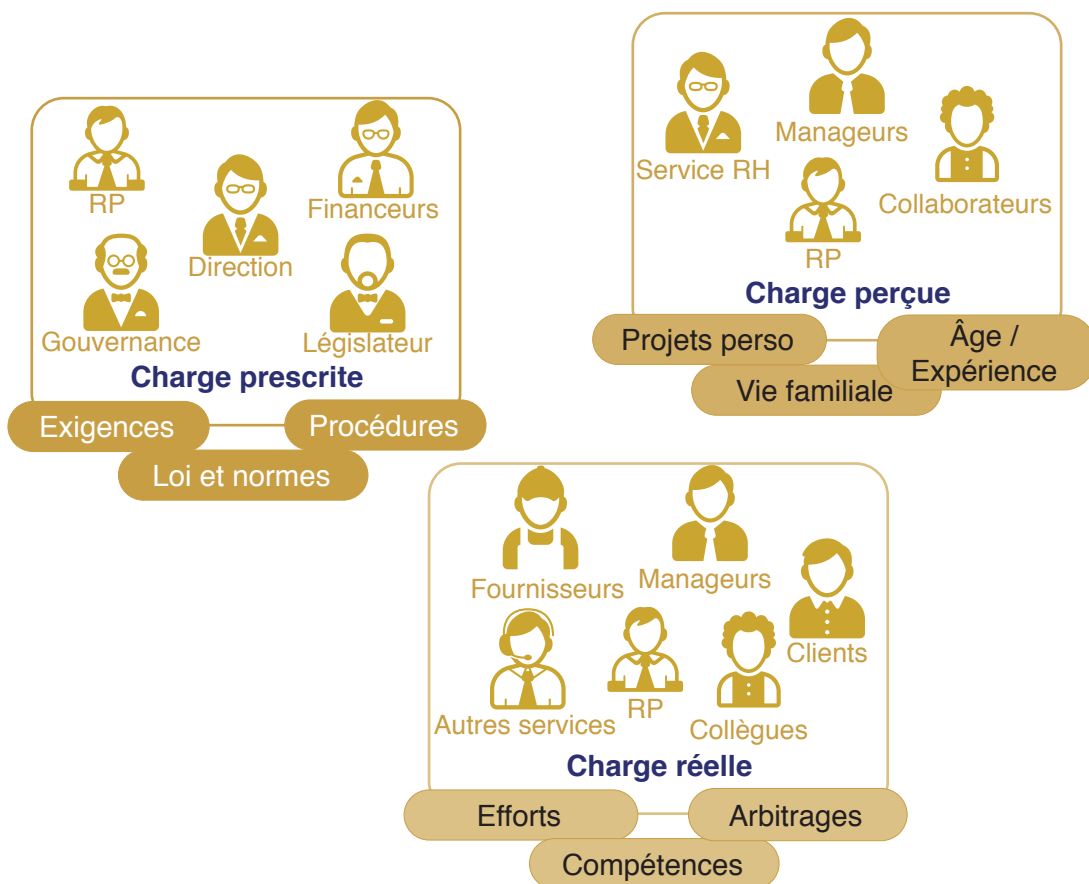 RP
Financeurs
Direction
Gouvernance
Législateur
Charge prescrite
Exigences
Procédures
Loi et normes
Manageurs
Service RH
Collaborateurs
RP
Charge perçue
Projets perso
Âge /
Expérience
Vie familiale
Fournisseurs
Manageurs
Clients
Autres services
RP
Collègues
Charge réelle
Efforts
Arbitrages
Compétences